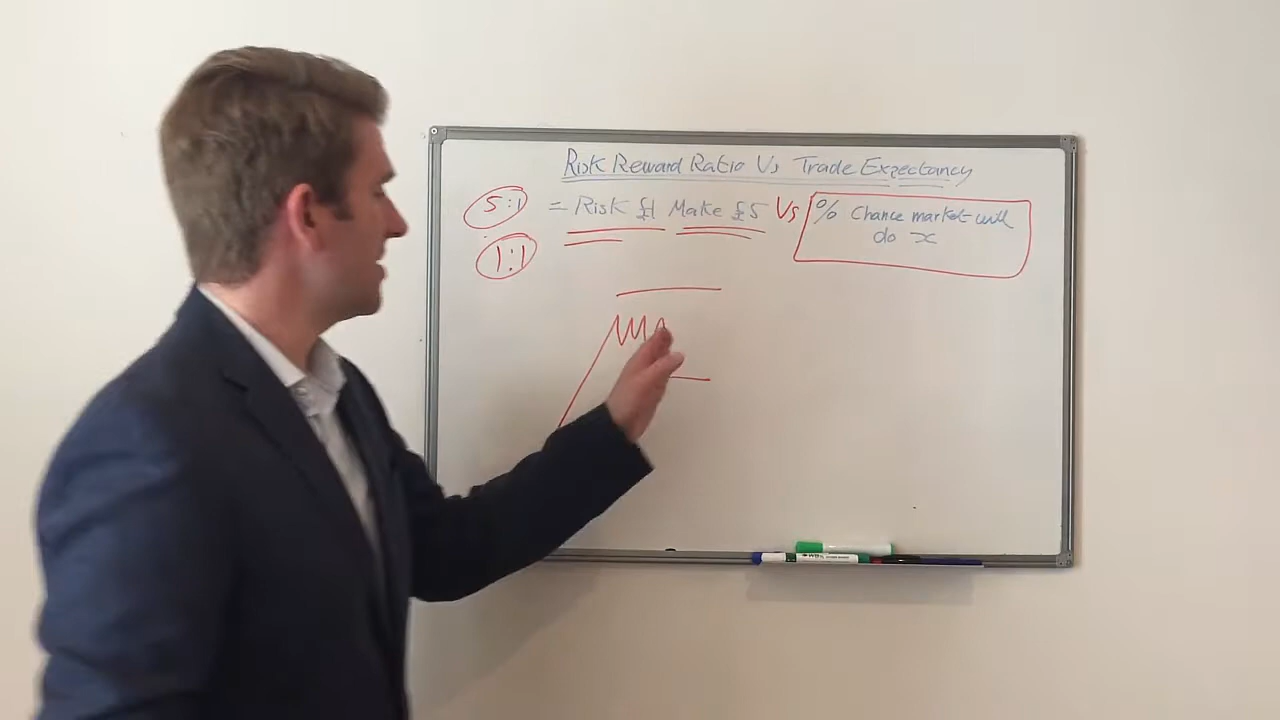 Risk Reward Ratio Vs Trade Expectancy
5:1 = Risk £1 Make £5 Vs % Chance market will
do x
1:1